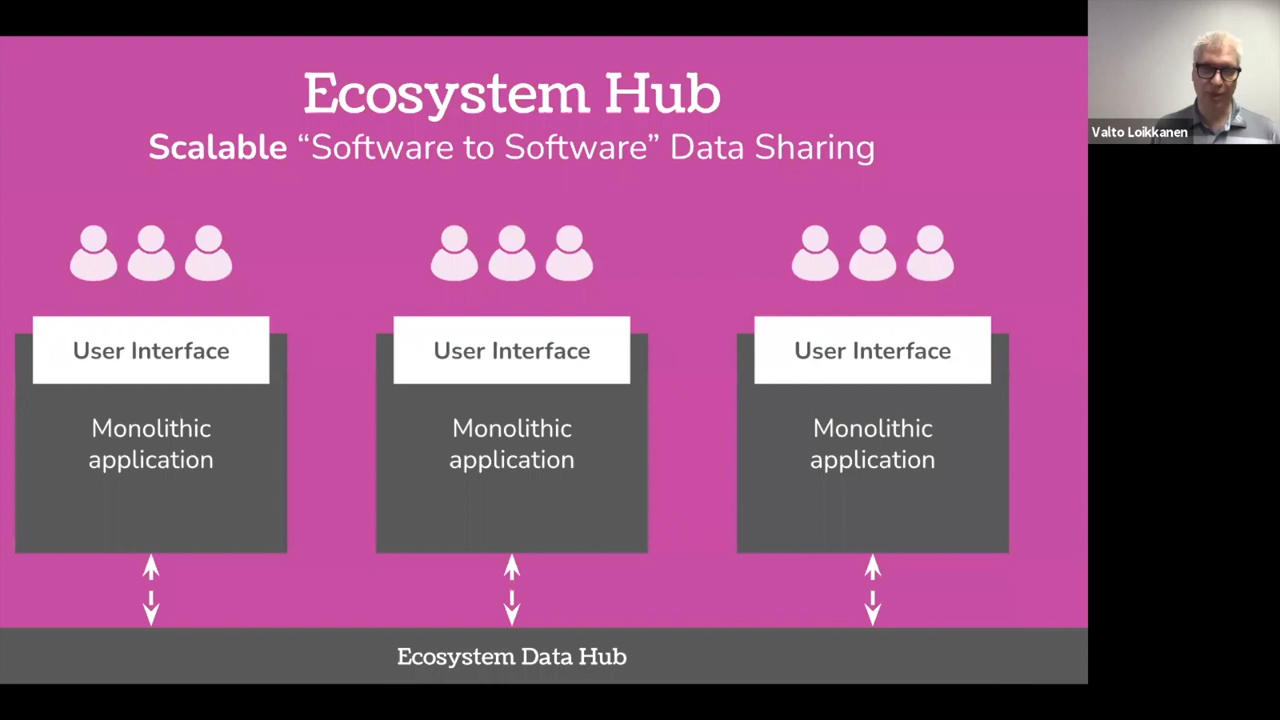 Ecosystem Hub
Scalable “Software to Software” Data Sharing
Valto Loikkanen
User Interface
Monolithic
application
User Interface
Monolithic
application
User Interface
Monolithic
application
Ecosystem Data Hub